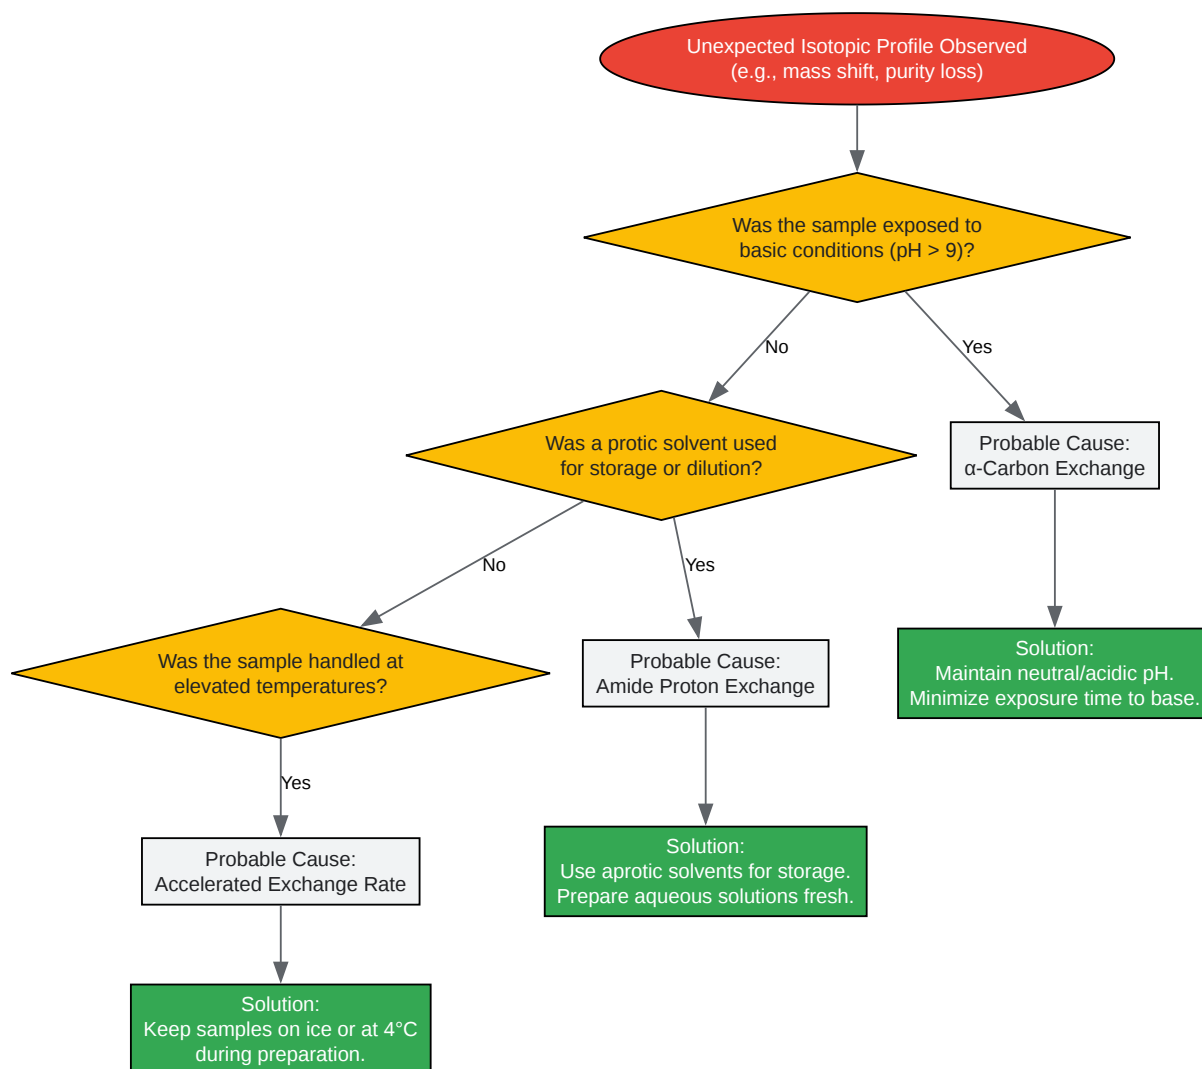 Unexpected Isotopic Profile Observed
(e.g., mass shift, purity loss)
Was the sample exposed to
basic conditions (pH > 9)?
No
Yes
Was a protic solvent used
for storage or dilution?
Probable Cause:
α-Carbon Exchange
No
Yes
Was the sample handled at
elevated temperatures?
Probable Cause:
Amide Proton Exchange
Solution:
Maintain neutral/acidic pH.
Minimize exposure time to base.
Yes
Probable Cause:
Accelerated Exchange Rate
Solution:
Use aprotic solvents for storage.
Prepare aqueous solutions fresh.
Solution:
Keep samples on ice or at 4°C
during preparation.